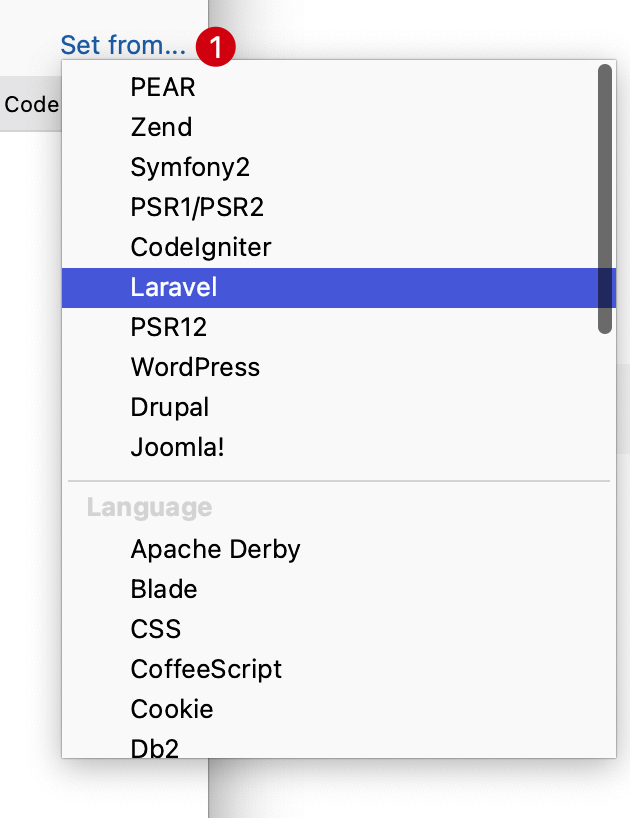 Set from... 1
Code
PEAR
Zend
Symfony2
PSR1/PSR2
CodeIgniter
Laravel
PSR12
WordPress
Drupal
Joomla!
Language
Apache Derby
Blade
CSS
CoffeeScript
Cookie
Db2